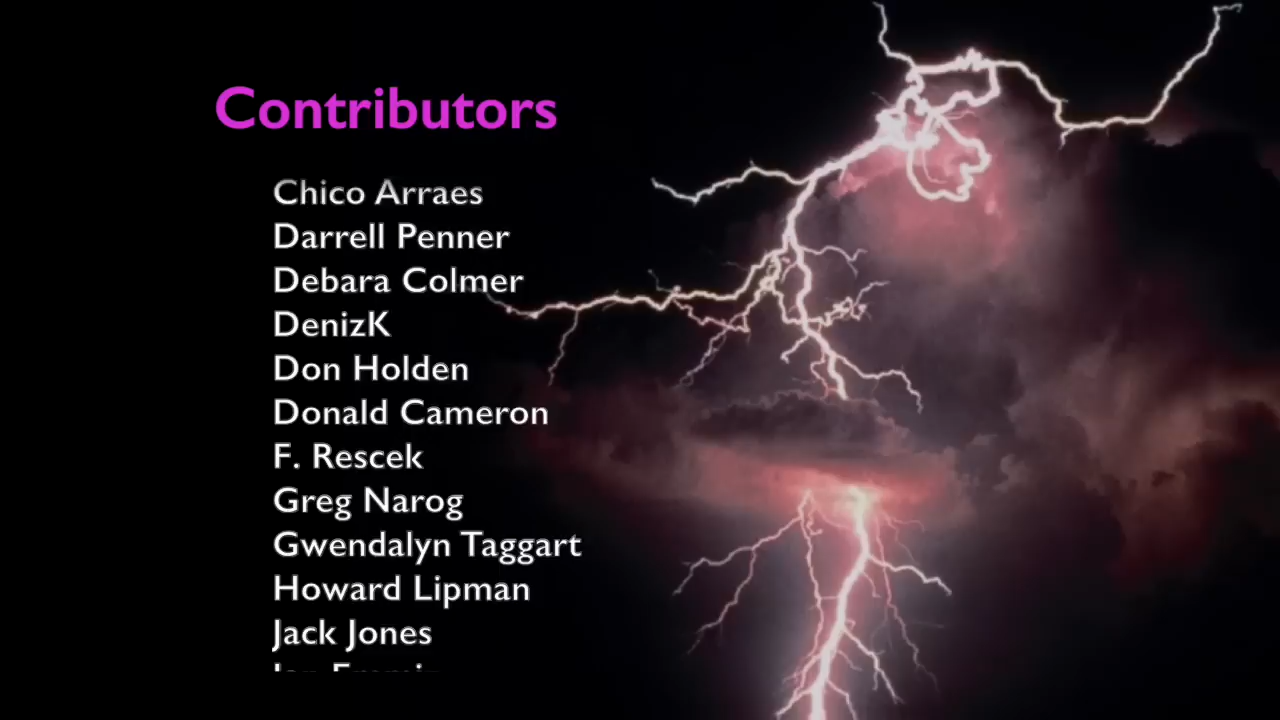 Contributors
Chico Arraes
Darrell Penner
Debara Colmer
DenizK
Don Holden
Donald Cameron
F. Rescek
Greg Narog
Gwendalyn Taggart
Howard Lipman
Jack Jones